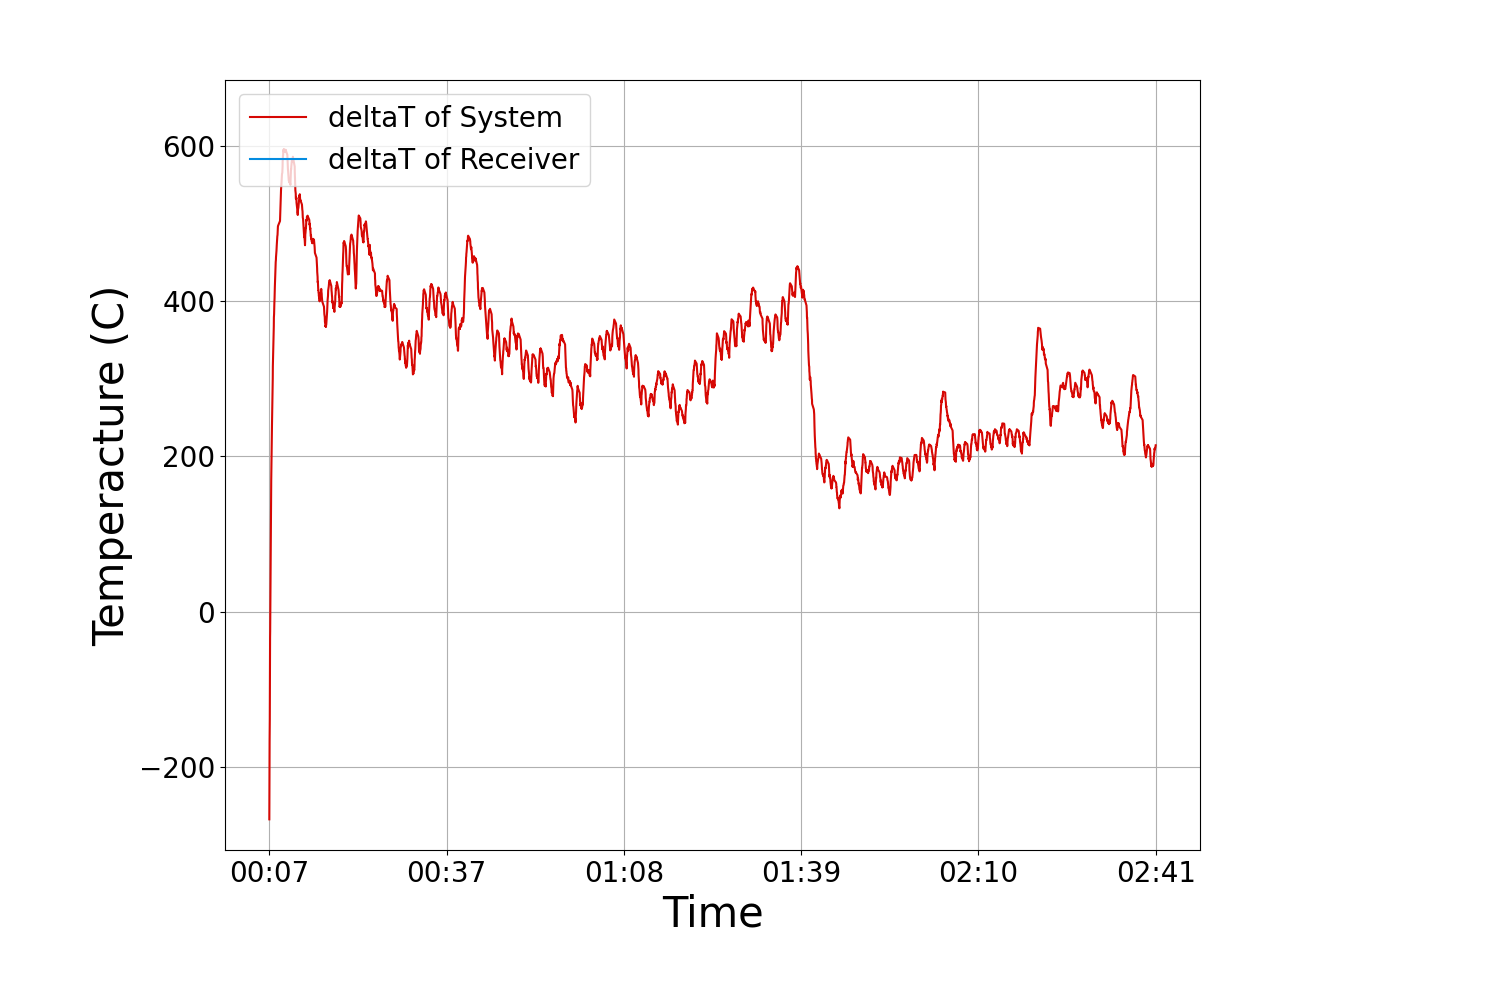 deltaT of System
deltaT of Receiver
600
400
200
0
−200
Temperacture (C)
00:07 00:37 01:08 01:39 02:10 02:41
Time